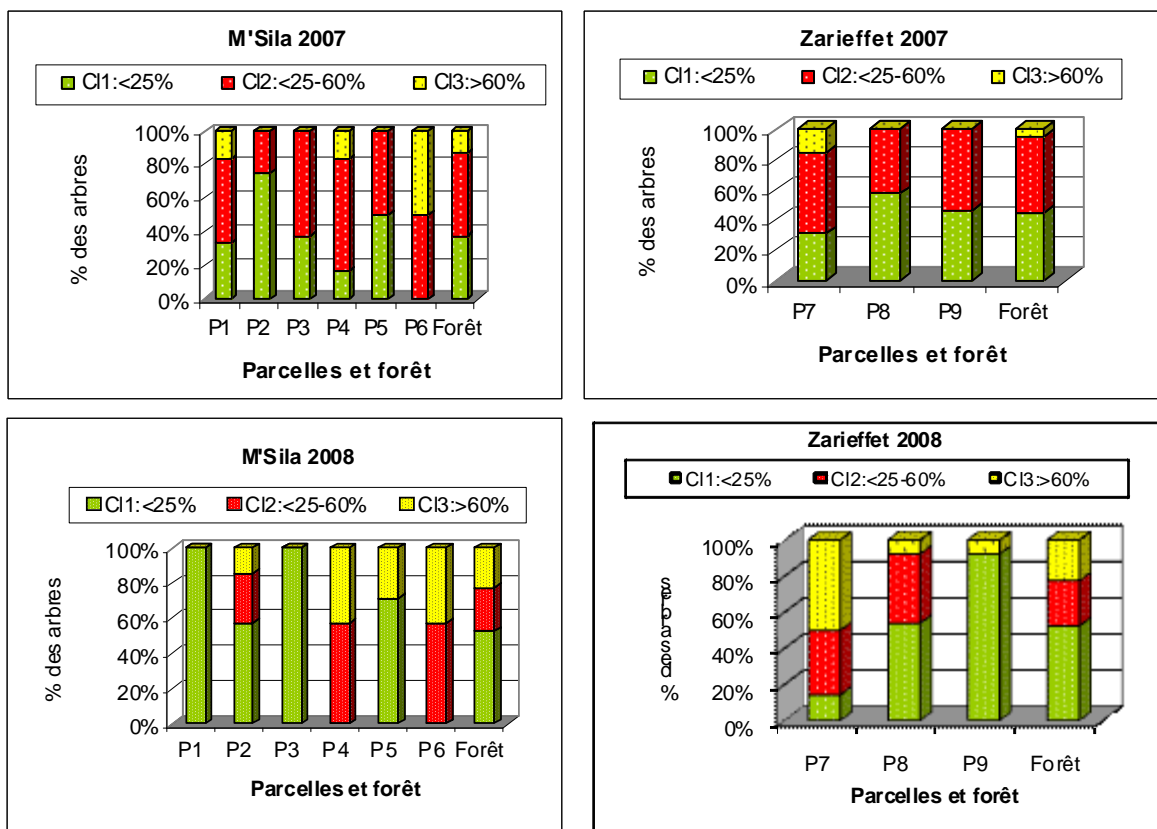 M'Sila 2007
Cl1:<25% Cl2:<25-60% Cl3:>60%
100%
80%
60%
40%
20%
0%
% des arbres
P1 P2 P3 P4 P5 P6 Forêt
Parcelles et forêt
Zarieffet 2007
Cl1:<25% Cl2:<25-60% Cl3:>60%
100%
80%
60%
40%
20%
0%
% des arbres
P7 P8 P9 Forêt
Parcelles et forêt
M'Sila 2008
Cl1:<25% Cl2:<25-60% Cl3:>60%
100%
80%
60%
40%
20%
0%
% des arbres
P1 P2 P3 P4 P5 P6 Forêt
Parcelles et forêt
Zarieffet 2008
Cl1:<25% Cl2:<25-60% Cl3:>60%
100%
80%
60%
40%
20%
0%
% des arbres
P7 P8 P9 Forêt
Parcelles et forêt